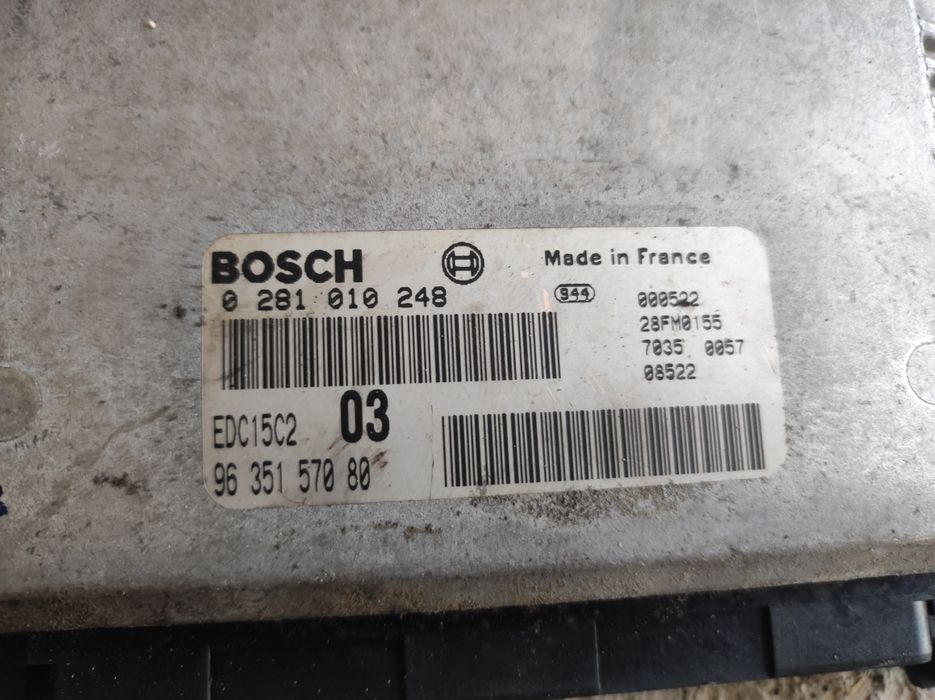 BOSCH
Made in France
0 281 010 248
944
000522
28FM0155
7035 0057
08522
EDC15C2 03
96 351 570 80